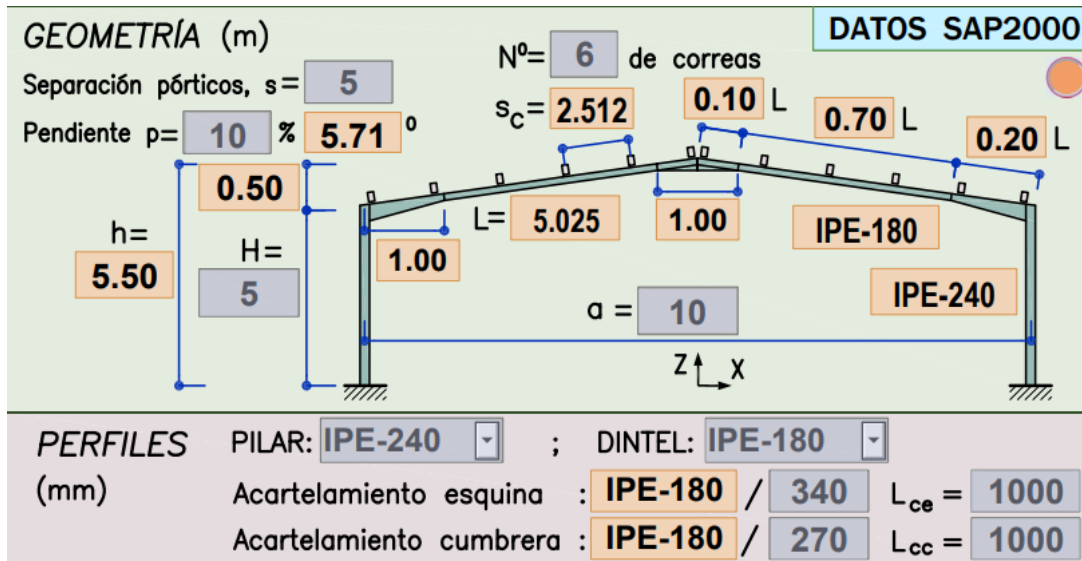 GEOMETRÍA (m)
DATOS SAP2000
Nº= 6 de correas
Separación pórticos, s= 5
sC= 2.512
0.10 L
0.70 L
0.20 L
Pendiente p= 10 % 5.71 º
0.50
L= 5.025
1.00
IPE-180
h= 5.50
H= 5
1.00
IPE-240
a = 10
Z
X
PERFILES (mm)
PILAR: IPE-240 ; DINTEL: IPE-180
Acartelamiento esquina : IPE-180 / 340 Lce = 1000
Acartelamiento cumbrera : IPE-180 / 270 Lcc = 1000